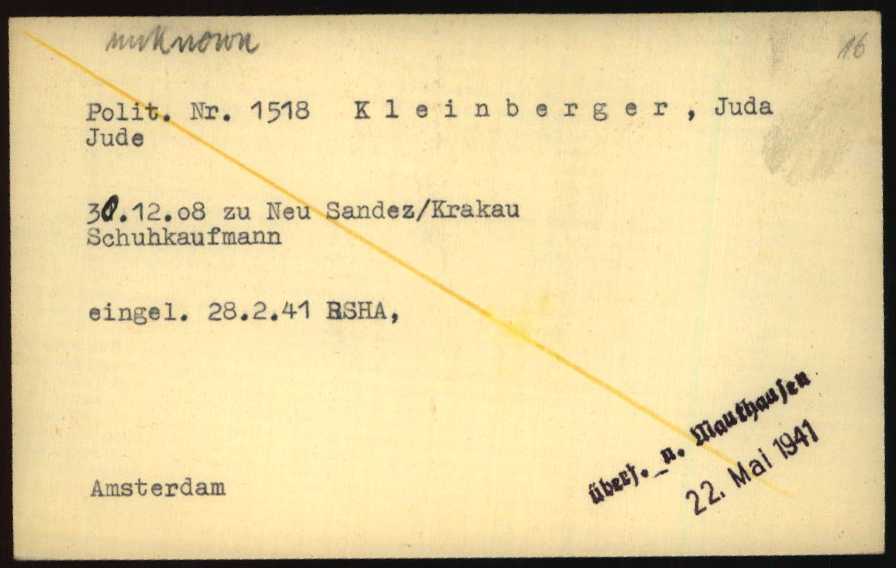 unknown
16
Polit. Nr. 1518 Kleinberger, Juda
Jude
30.12.08 zu Neu Sandez/Krakau
Schuhkaufmann
eingel. 28.2.41 RSHA,
überf. n. Mauthausen
22. Mai 1941
Amsterdam